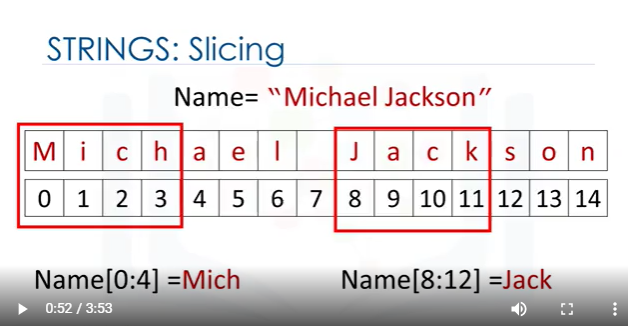 STRINGS: Slicing
Name= “Michael Jackson”
M i c h a e l J a c k s o n
0 1 2 3 4 5 6 7 8 9 10 11 12 13 14
Name[0:4] =Mich Name[8:12] =Jack
0:52 / 3:53